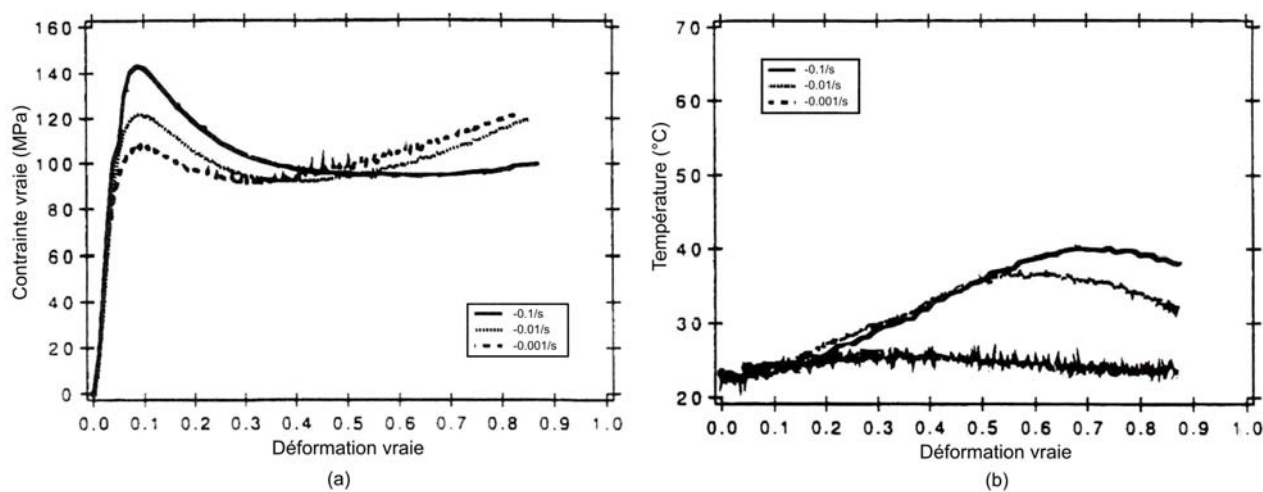 160
140
120
100
80
60
40
20
0
Contrainte vraie (MPa)
-0.1/s
-0.01/s
-0.001/s
0.0 0.1 0.2 0.3 0.4 0.5 0.6 0.7 0.8 0.9 1.0
Déformation vraie
(a)
70
60
50
40
30
20
Température (°C)
-0.1/s
-0.01/s
-0.001/s
0.0 0.1 0.2 0.3 0.4 0.5 0.6 0.7 0.8 0.9 1.0
Déformation vraie
(b)